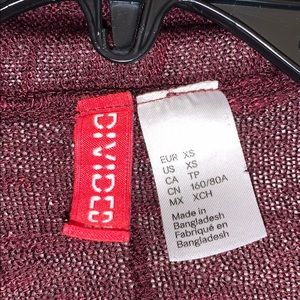 DIVIDED
EUR XS
US XS
CA TP
CN 160/80A
MX XCH
Made in
Bangladesh
Fabriqué en
Bangladesh